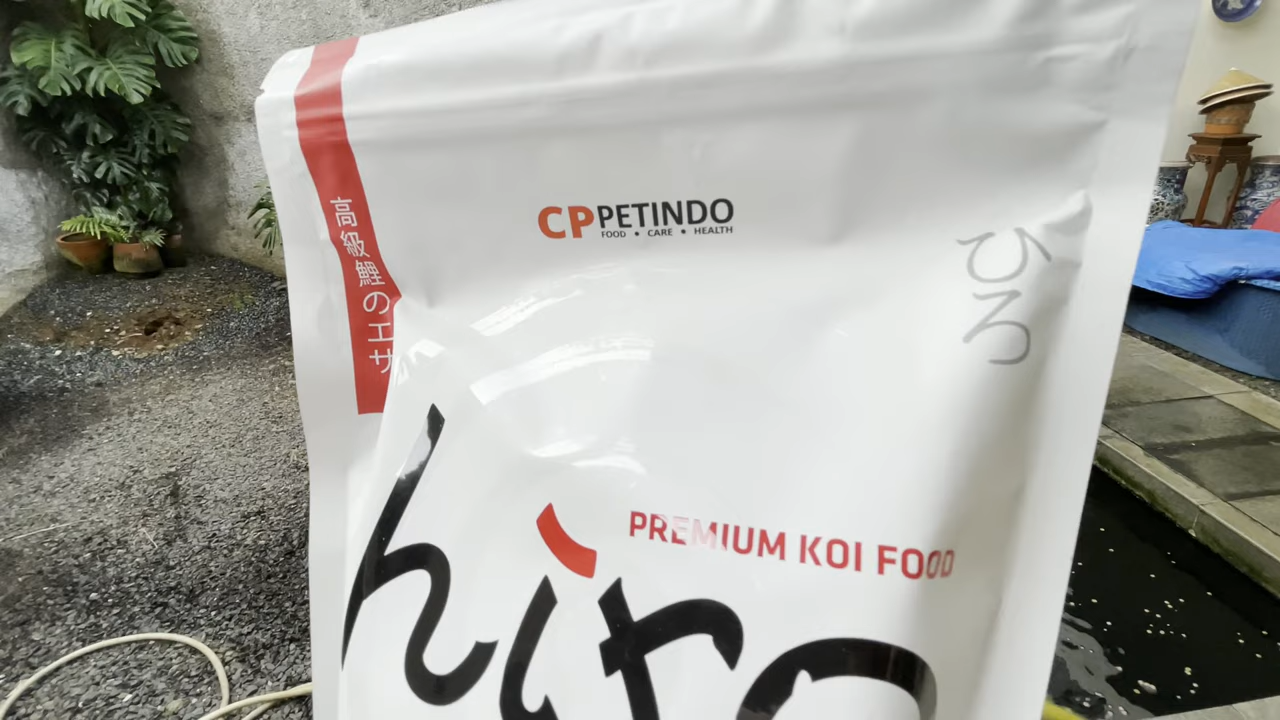 高級鯉のエサ
CPPETINDO
FOOD • CARE • HEALTH
ひろ
PREMIUM KOI FOOD
hiro